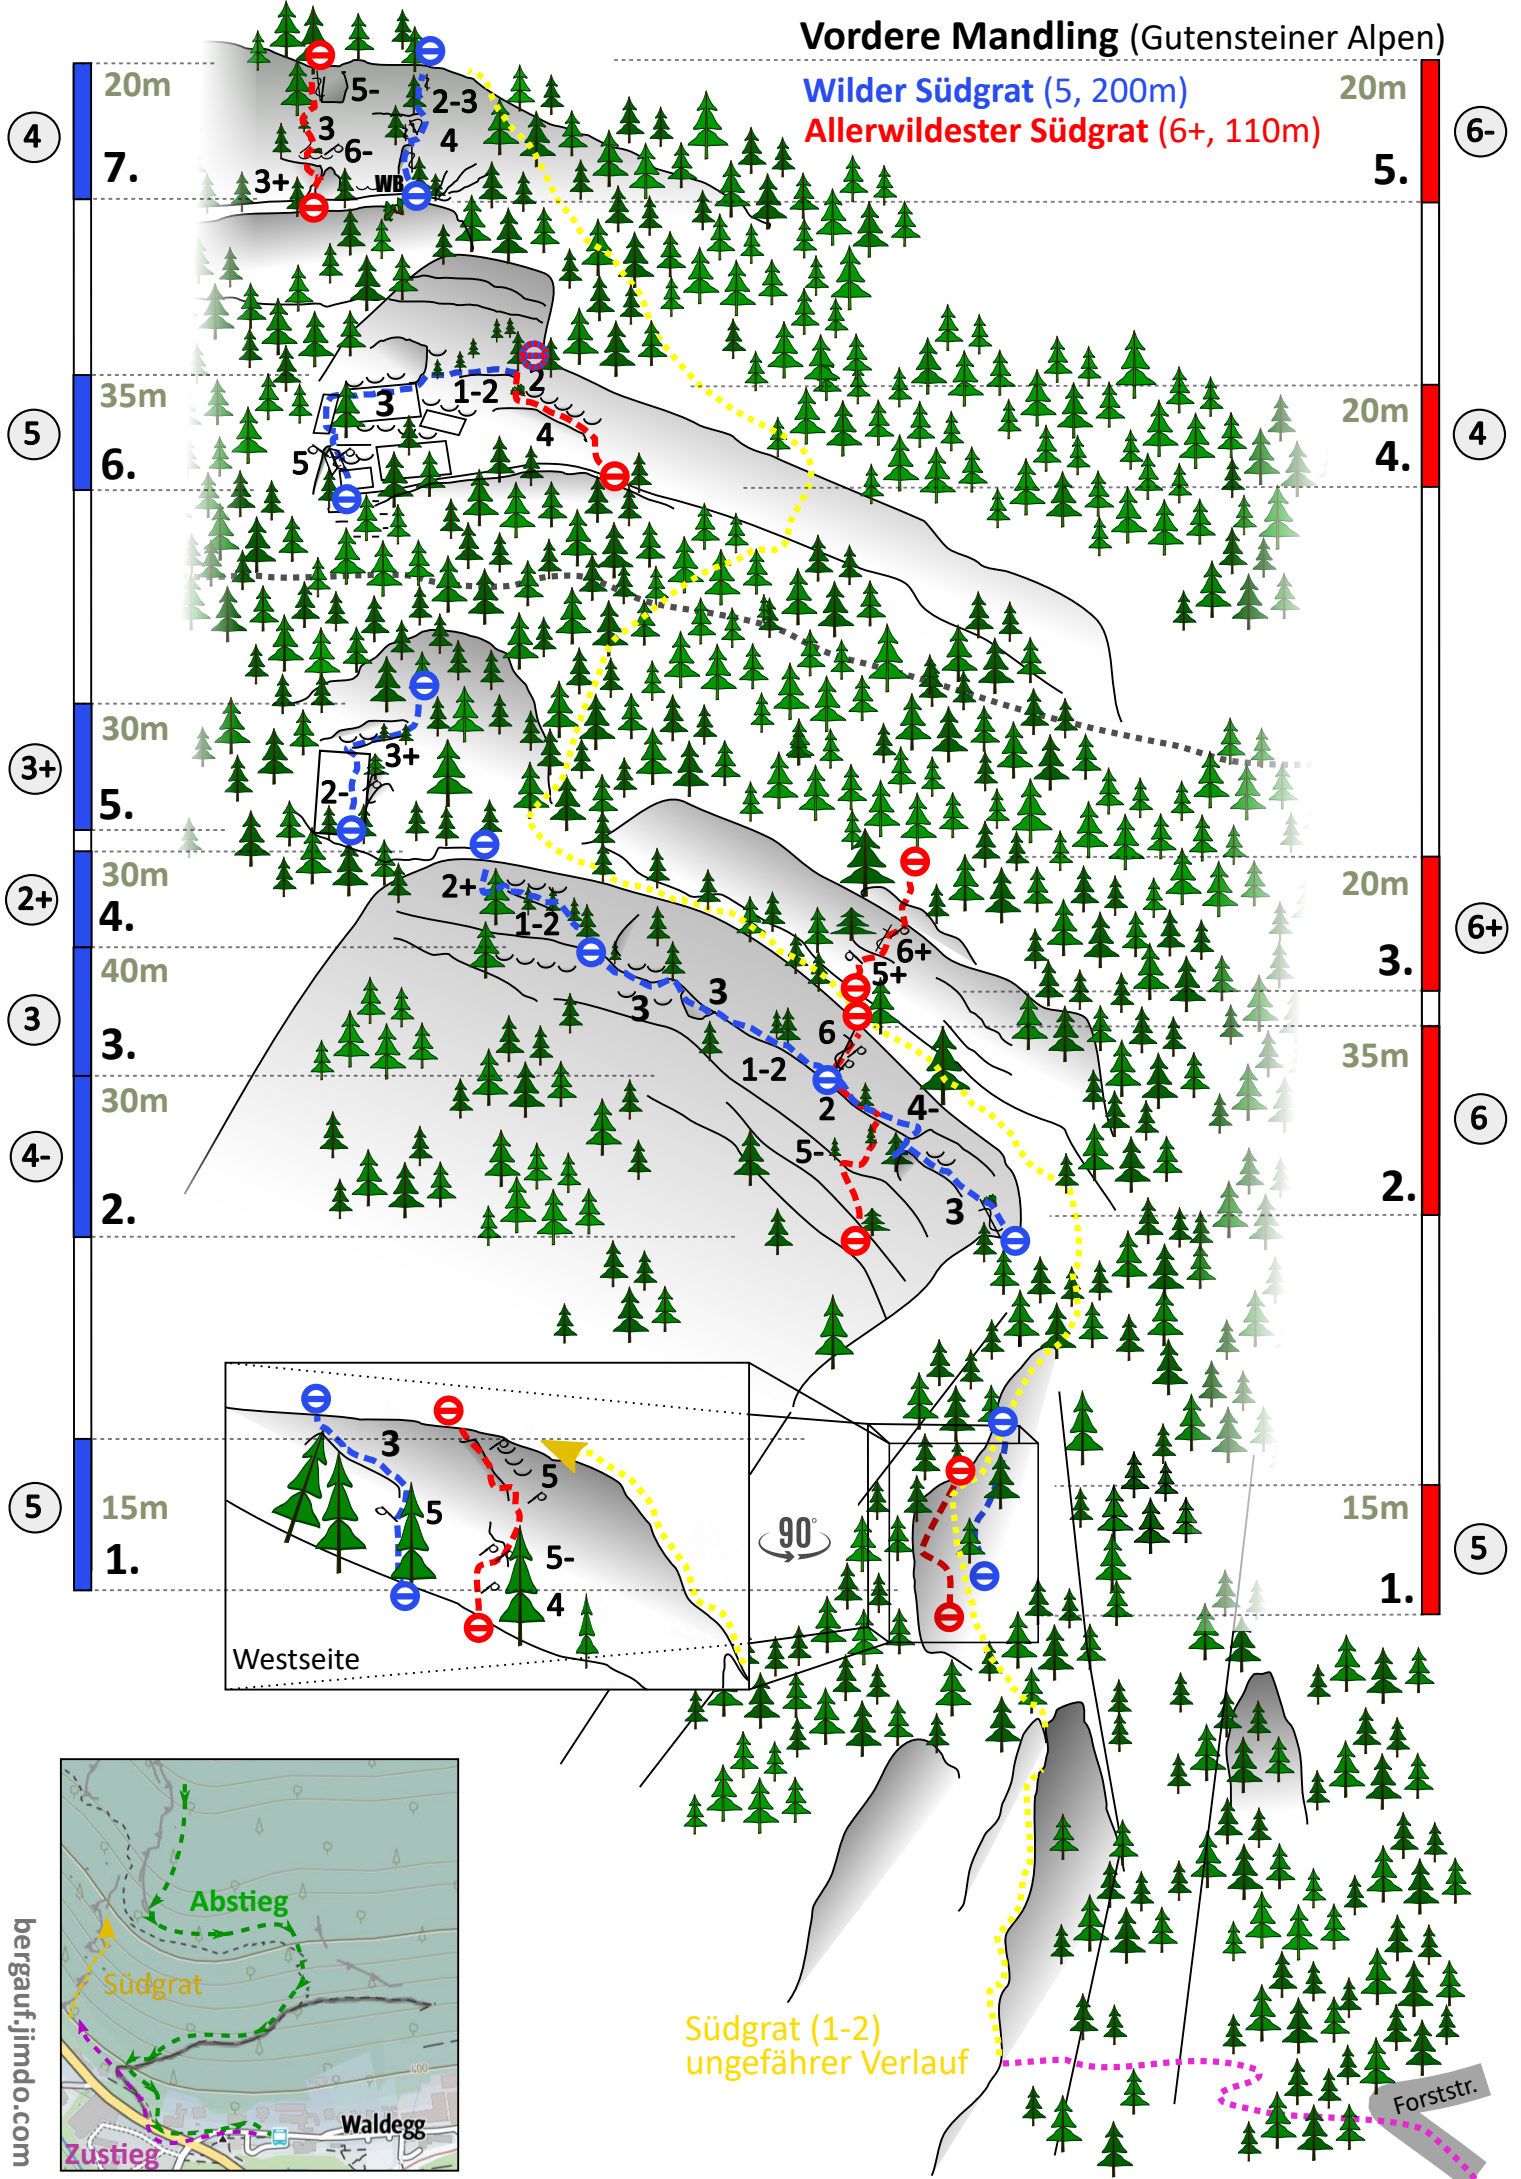 Vordere Mandling (Gutensteiner Alpen)
Wilder Südgrat (5, 200m)
Allerwildester Südgrat (6+, 110m)
20m
4
7.
5-
3
6-
3+
2-3
4
WB
20m
6-
5.
35m
5
6.
3
1-2
2
4
5
20m
4
4.
30m
3+
5.
3+
2-
30m
2+
4.
2+
1-2
20m
6+
3.
6+
5+
40m
3
3.
3
3
1-2
6
30m
4-
2.
2
4-
5-
3
35m
6
2.
15m
5
1.
3
5
5
5-
4
Westseite
90°
15m
5
1.
Abstieg
Südgrat
Zustieg
Waldegg
400
Südgrat (1-2)
ungefährer Verlauf
Forststr.
bergauf.jimdo.com